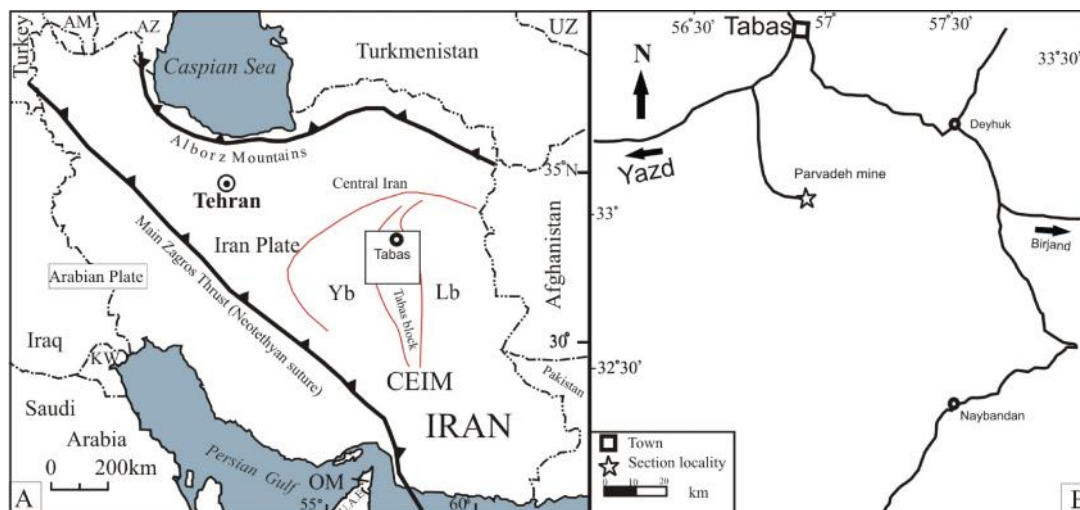 AM
AZ
Turkey
Caspian Sea
Turkmenistan
UZ
Alborz Mountains
35°N
Tehran
Central Iran
Iran Plate
Tabas
Afghanistan
Arabian Plate
Main Zagros Thrust (Neotethyan suture)
Yb
Tabas block
Lb
Iraq
KW
30°
Pakistan
CEIM
Saudi
Arabia
IRAN
0 200km
Persian Gulf
OM
U.A.E
55°
60°
A
56°30'
57°
57°30'
Tabas
N
33°30'
Deyhuk
Yazd
Parvadeh mine
33°
Birjand
32°30'
Naybandan
Town
Section locality
0 10 20
km
B